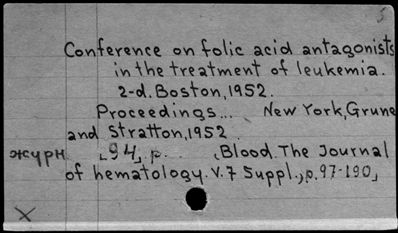 5
Conference on folic acid antagonists
in the treatment of leukemia.
2-d. Boston, 1952.
Proceedings... New York, Grune
and Stratton, 1952
журн. 94, p. (Blood. The Journal
of hematology. V. 7 Suppl., p. 97-190)
X